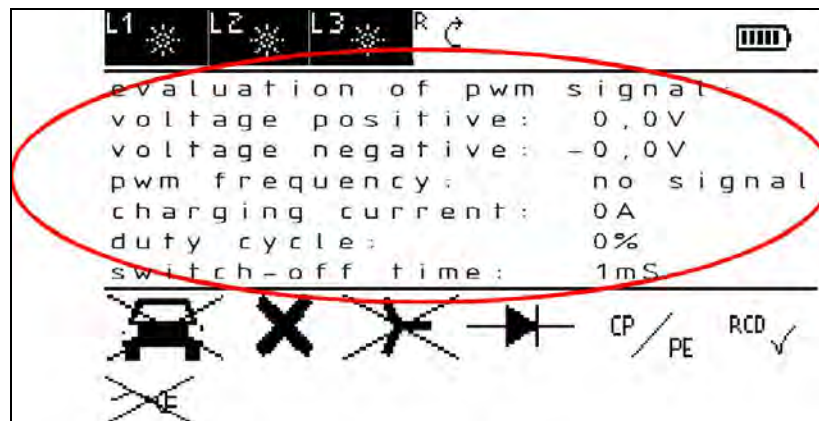 L1 L2 L3 R
evaluation of pwm signal:
voltage positive: 0,0V
voltage negative: -0,0V
pwm frequency: no signal
charging current: 0A
duty cycle: 0%
switch-off time: 1mS
CP/PE RCD